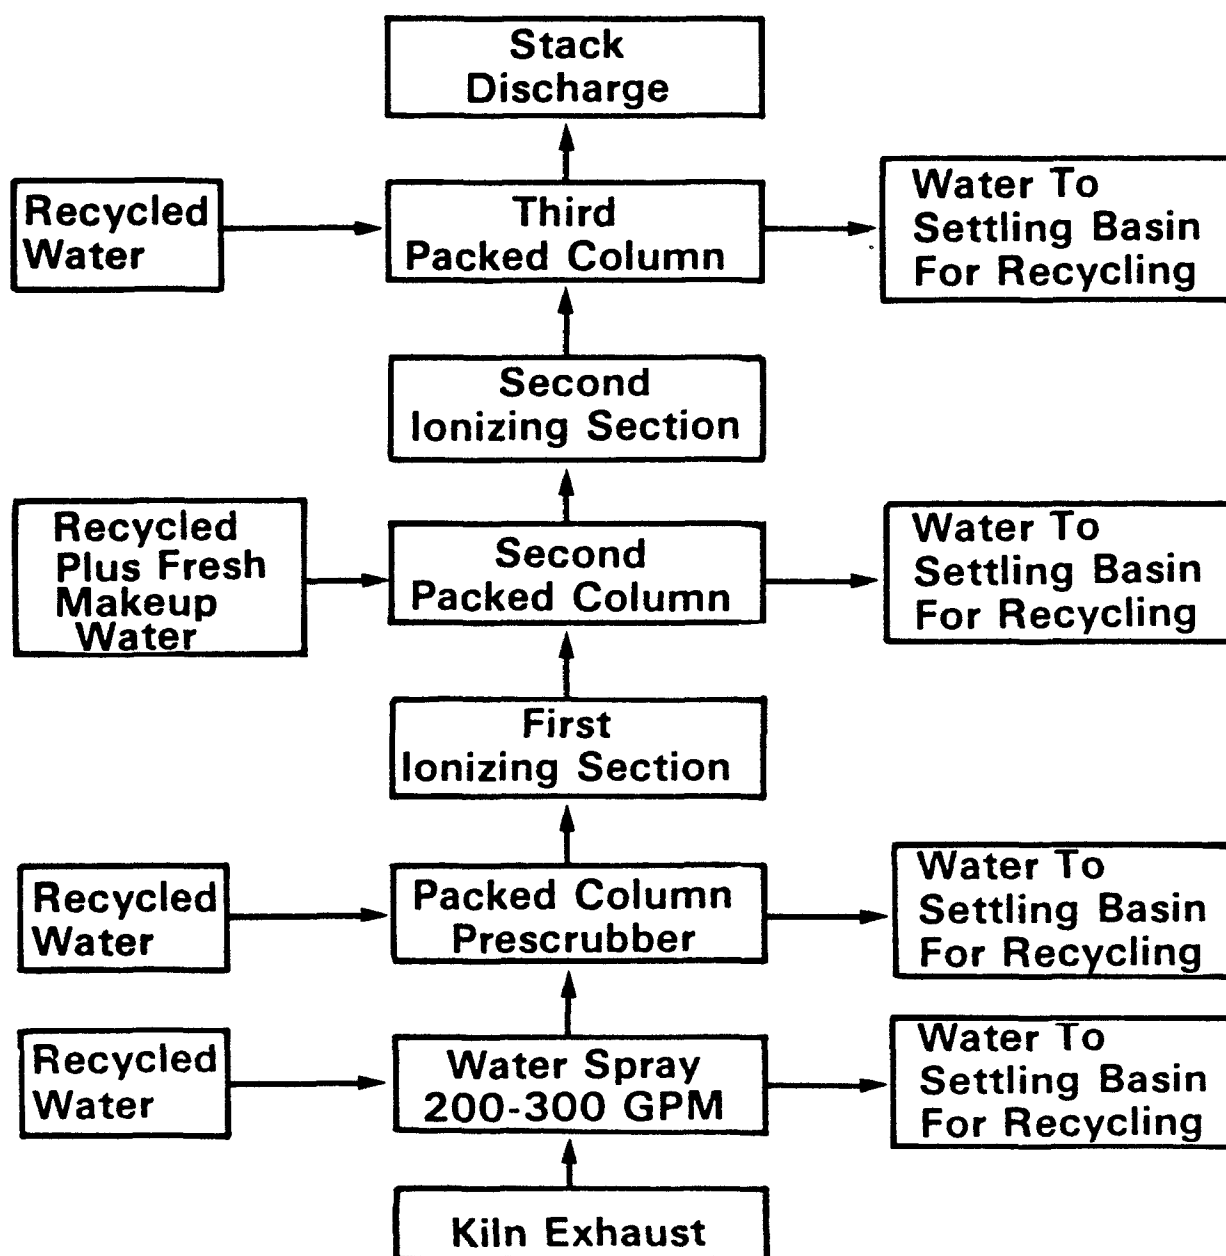 Stack
Discharge
Recycled
Water
Third
Packed Column
Water To
Settling Basin
For Recycling
Second
Ionizing Section
Recycled
Plus Fresh
Makeup
Water
Second
Packed Column
Water To
Settling Basin
For Recycling
First
Ionizing Section
Recycled
Water
Packed Column
Prescrubber
Water To
Settling Basin
For Recycling
Recycled
Water
Water Spray
200-300 GPM
Water To
Settling Basin
For Recycling
Kiln Exhaust